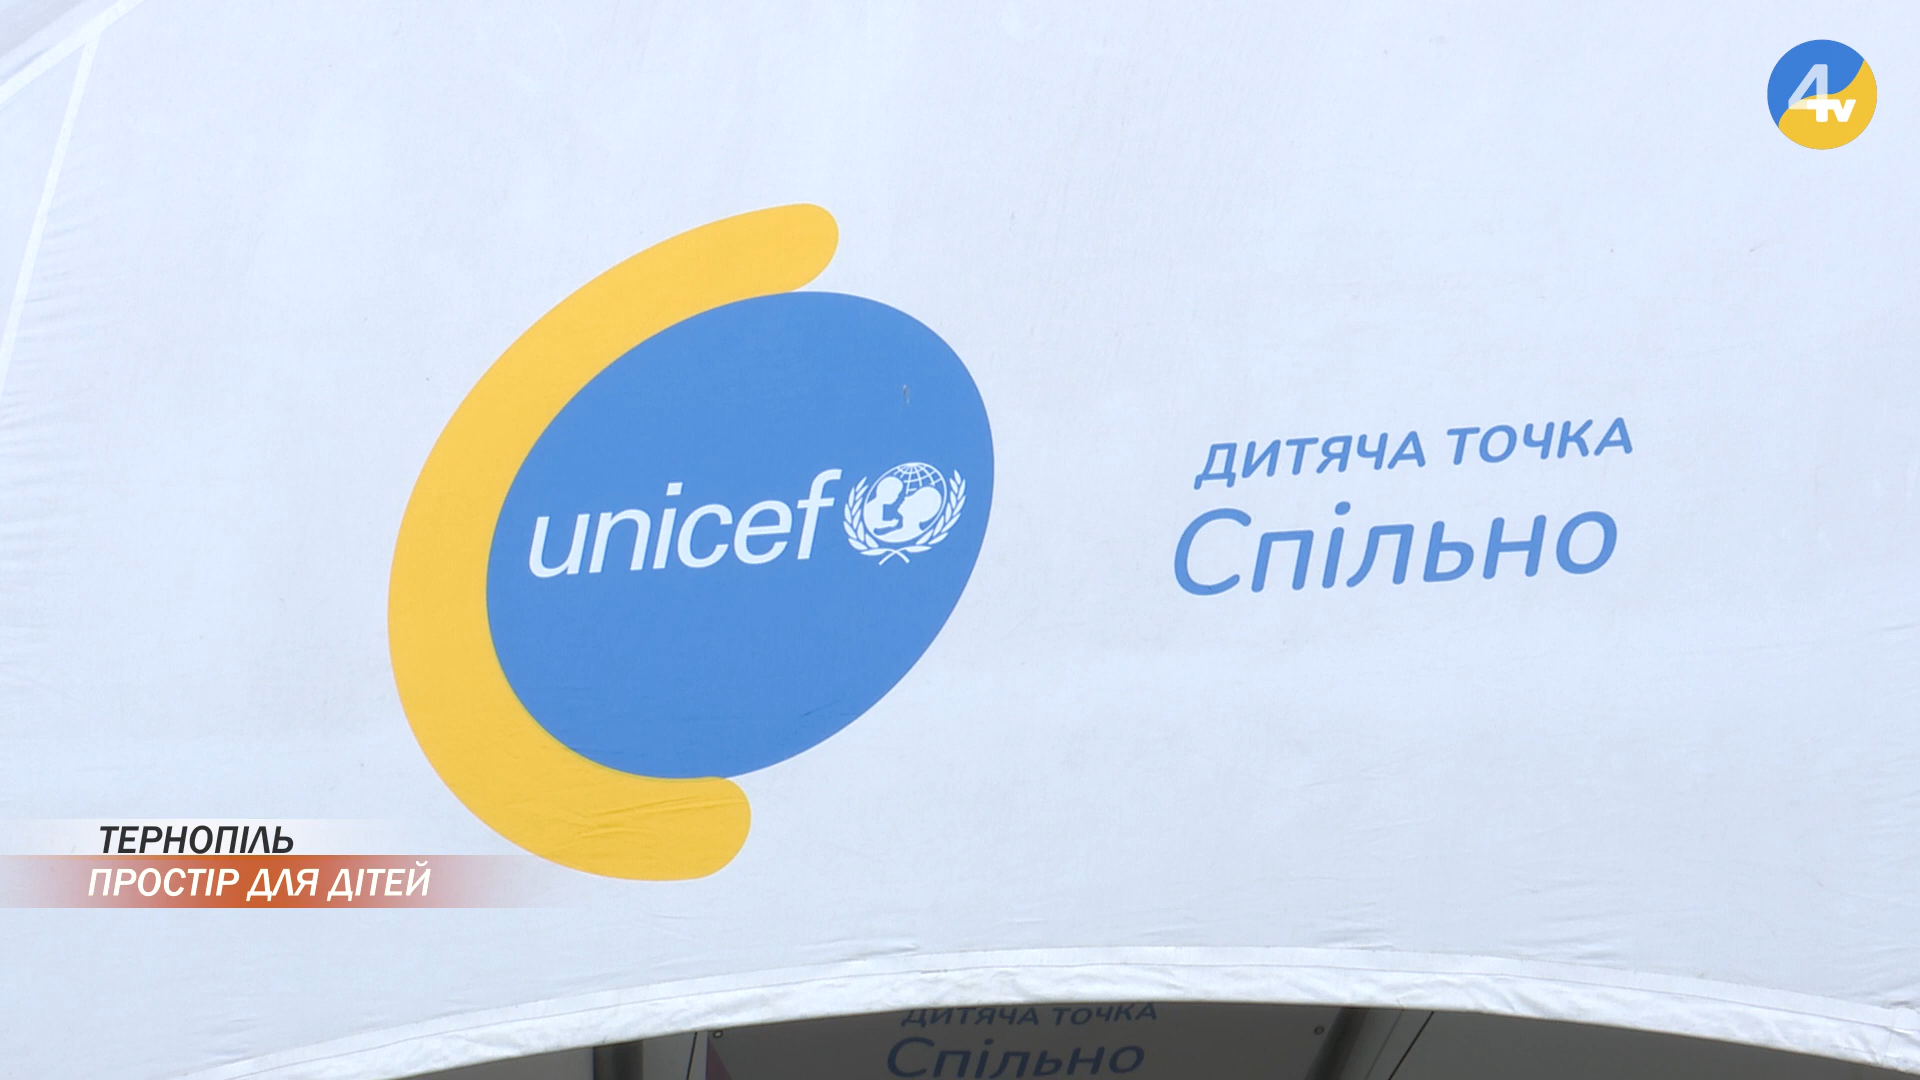 4tv
unicef
ДИТЯЧА ТОЧКА
Спільно
ТЕРНОПІЛЬ
ПРОСТІР ДЛЯ ДІТЕЙ
ДИТЯЧА ТОЧКА
Спільно